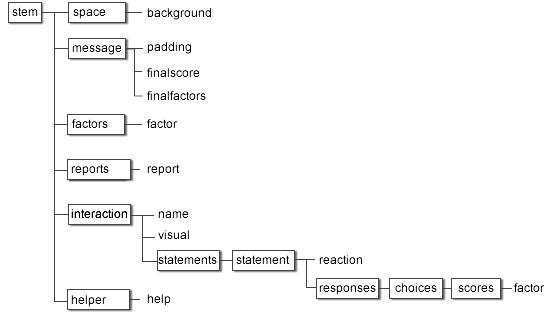 stem space background
message padding
finalscore
finalfactors
factors factor
reports report
interaction name
visual
statements statement reaction
responses choices scores factor
helper help